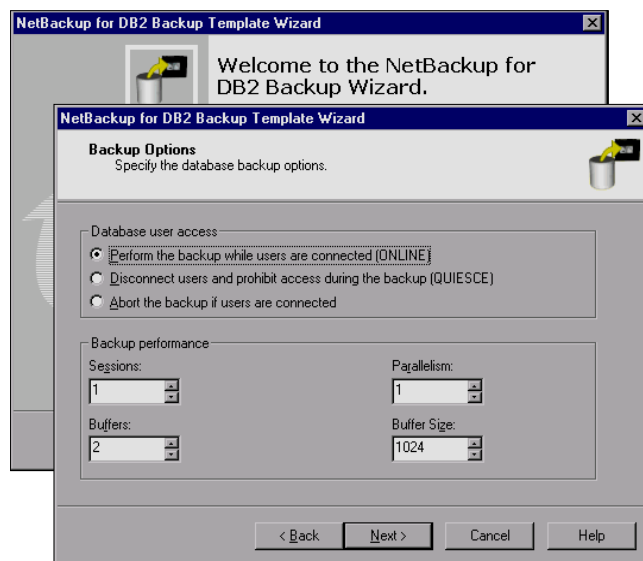 NetBackup for DB2 Backup Template Wizard
Welcome to the NetBackup for
DB2 Backup Wizard.
NetBackup for DB2 Backup Template Wizard
Backup Options
Specify the database backup options.
Database user access
Perform the backup while users are connected (ONLINE)
Disconnect users and prohibit access during the backup (QUIESCE)
Abort the backup if users are connected
Backup performance
Sessions:
Parallelism:
1
1
Buffers:
Buffer Size:
2
1024
< Back
Next >
Cancel
Help